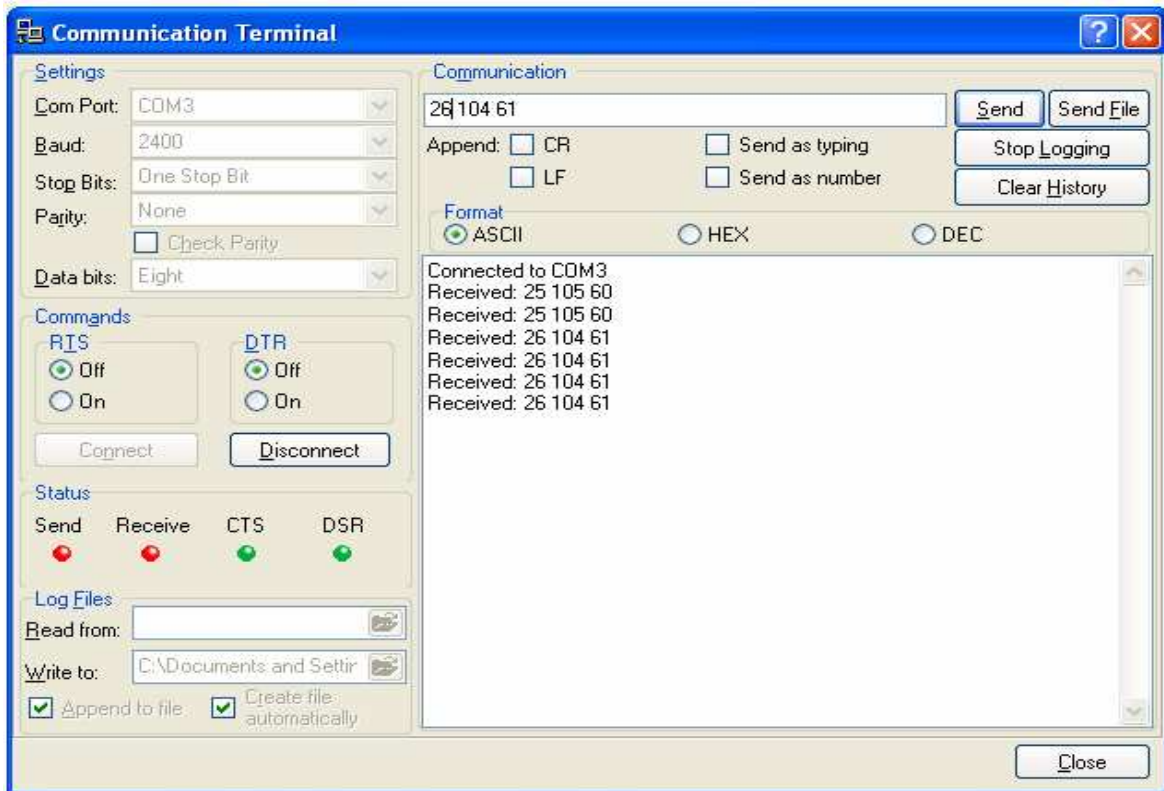 Communication Terminal
Settings
Com Port: COM3
Baud: 2400
Stop Bits: One Stop Bit
Parity: None
Check Parity
Data bits: Eight
Commands
RTS
Off
On
DTR
Off
On
Connect Disconnect
Status
Send Receive CTS DSR
Log Files
Read from:
Write to: C:\Documents and Settir
Append to file
Create file
automatically
Communication
26 104 61
Send Send File
Append: CR Send as typing
Stop Logging
LF Send as number
Clear History
Format
ASCII HEX DEC
Connected to COM3
Received: 25 105 60
Received: 25 105 60
Received: 26 104 61
Received: 26 104 61
Received: 26 104 61
Received: 26 104 61
Close